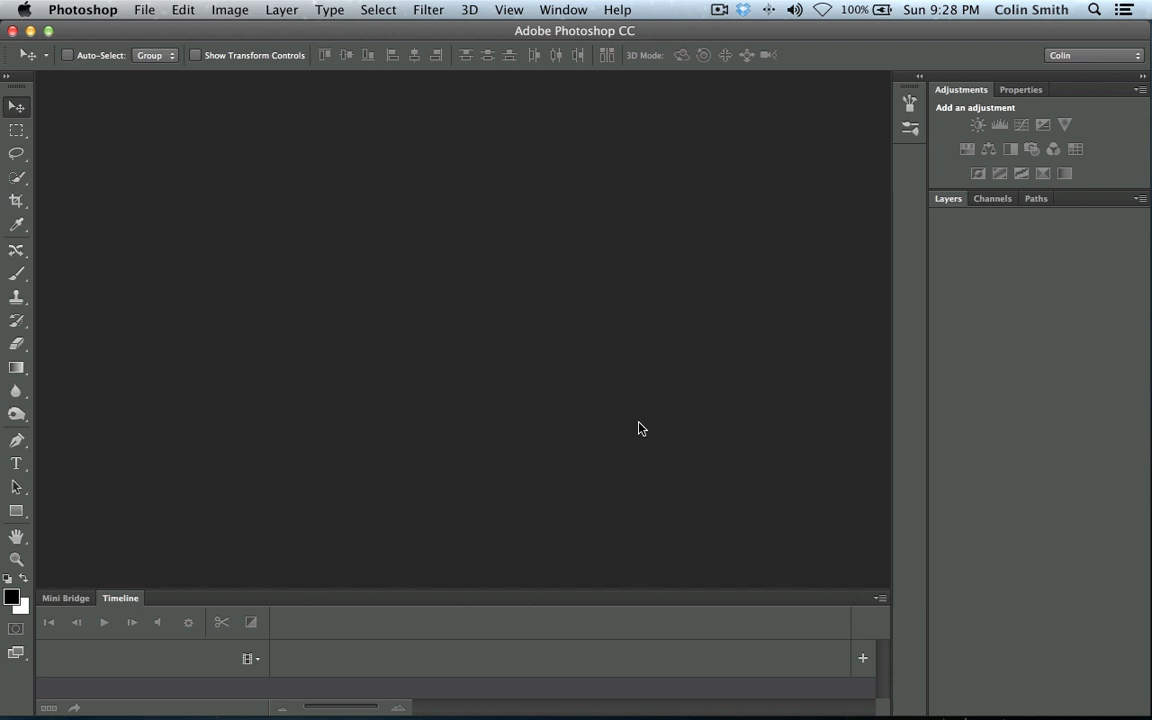 Photoshop File Edit Image Layer Type Select Filter 3D View Window Help 100% Sun 9:28 PM Colin Smith
Adobe Photoshop CC
Auto-Select: Group Show Transform Controls 3D Mode: Colin
Adjustments Properties
Add an adjustment
Layers Channels Paths
T
Mini Bridge Timeline